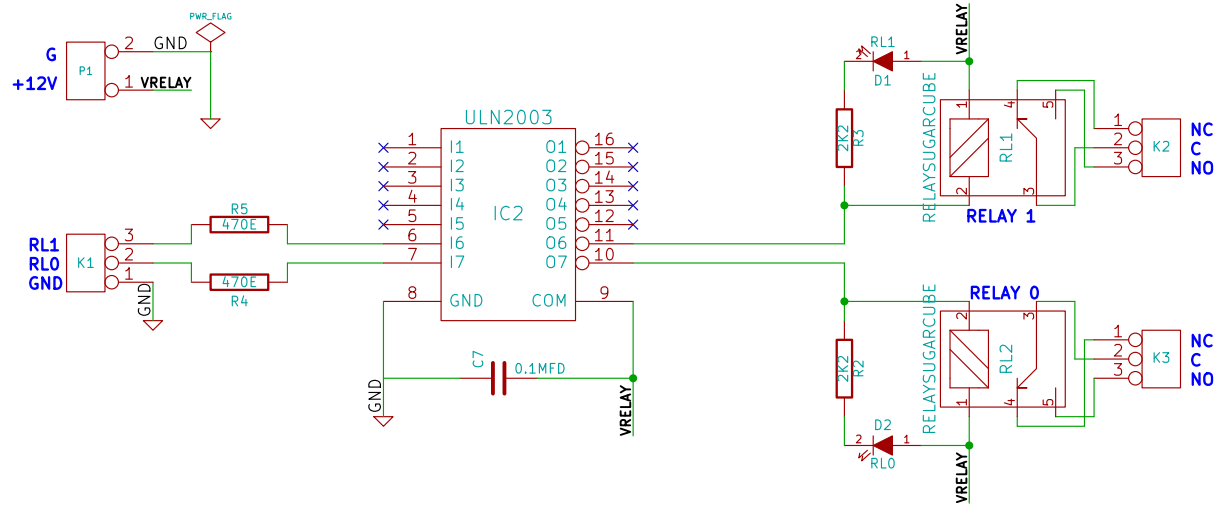 PWR_FLAG
G
+12V
P1
2
GND
1
VRELAY
ULN2003
IC2
1
I1
2
I2
3
I3
4
I4
5
I5
6
I6
7
I7
8
GND
O1
16
O2
15
O3
14
O4
13
O5
12
O6
11
O7
10
COM
9
R5
470E
470E
R4
RL1
RL0
GND
K1
3
2
1
GND
C7
0.1MFD
GND
VRELAY
VRELAY
RL1
2
1
D1
2K2
R3
RELAYSUGARCUBE
1
4
5
RL1
2
3
RELAY 1
1
2
3
K2
NC
C
NO
RELAY 0
RELAYSUGARCUBE
2
3
RL2
1
4
5
2K2
R2
D2
2
1
RL0
VRELAY
1
2
3
K3
NC
C
NO